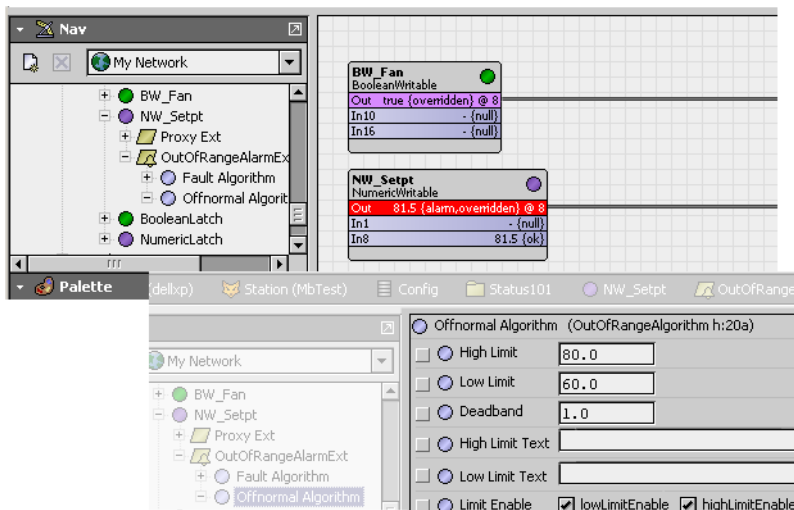 Nav
My Network
BW_Fan
NW_Setpt
Proxy Ext
OutOfRangeAlarmEx
Fault Algorithm
Offnormal Algorit
BooleanLatch
NumericLatch
Palette
BW_Fan
BooleanWritable
Out true {overridden} @ 8
In10 - {null}
In16 - {null}
NW_Setpt
NumericWritable
Out 81.5 {alarm,overridden} @ 8
In1 - {null}
In8 81.5 {ok}
(dellxp) Station (MbTest) Config Status101 NW_Setpt OutOfRange
My Network
BW_Fan
NW_Setpt
Proxy Ext
OutOfRangeAlarmExt
Fault Algorithm
Offnormal Algorithm
Offnormal Algorithm (OutOfRangeAlgorithm h:20a)
High Limit 80.0
Low Limit 60.0
Deadband 1.0
High Limit Text
Low Limit Text
Limit Enable lowLimitEnable highLimitEnable